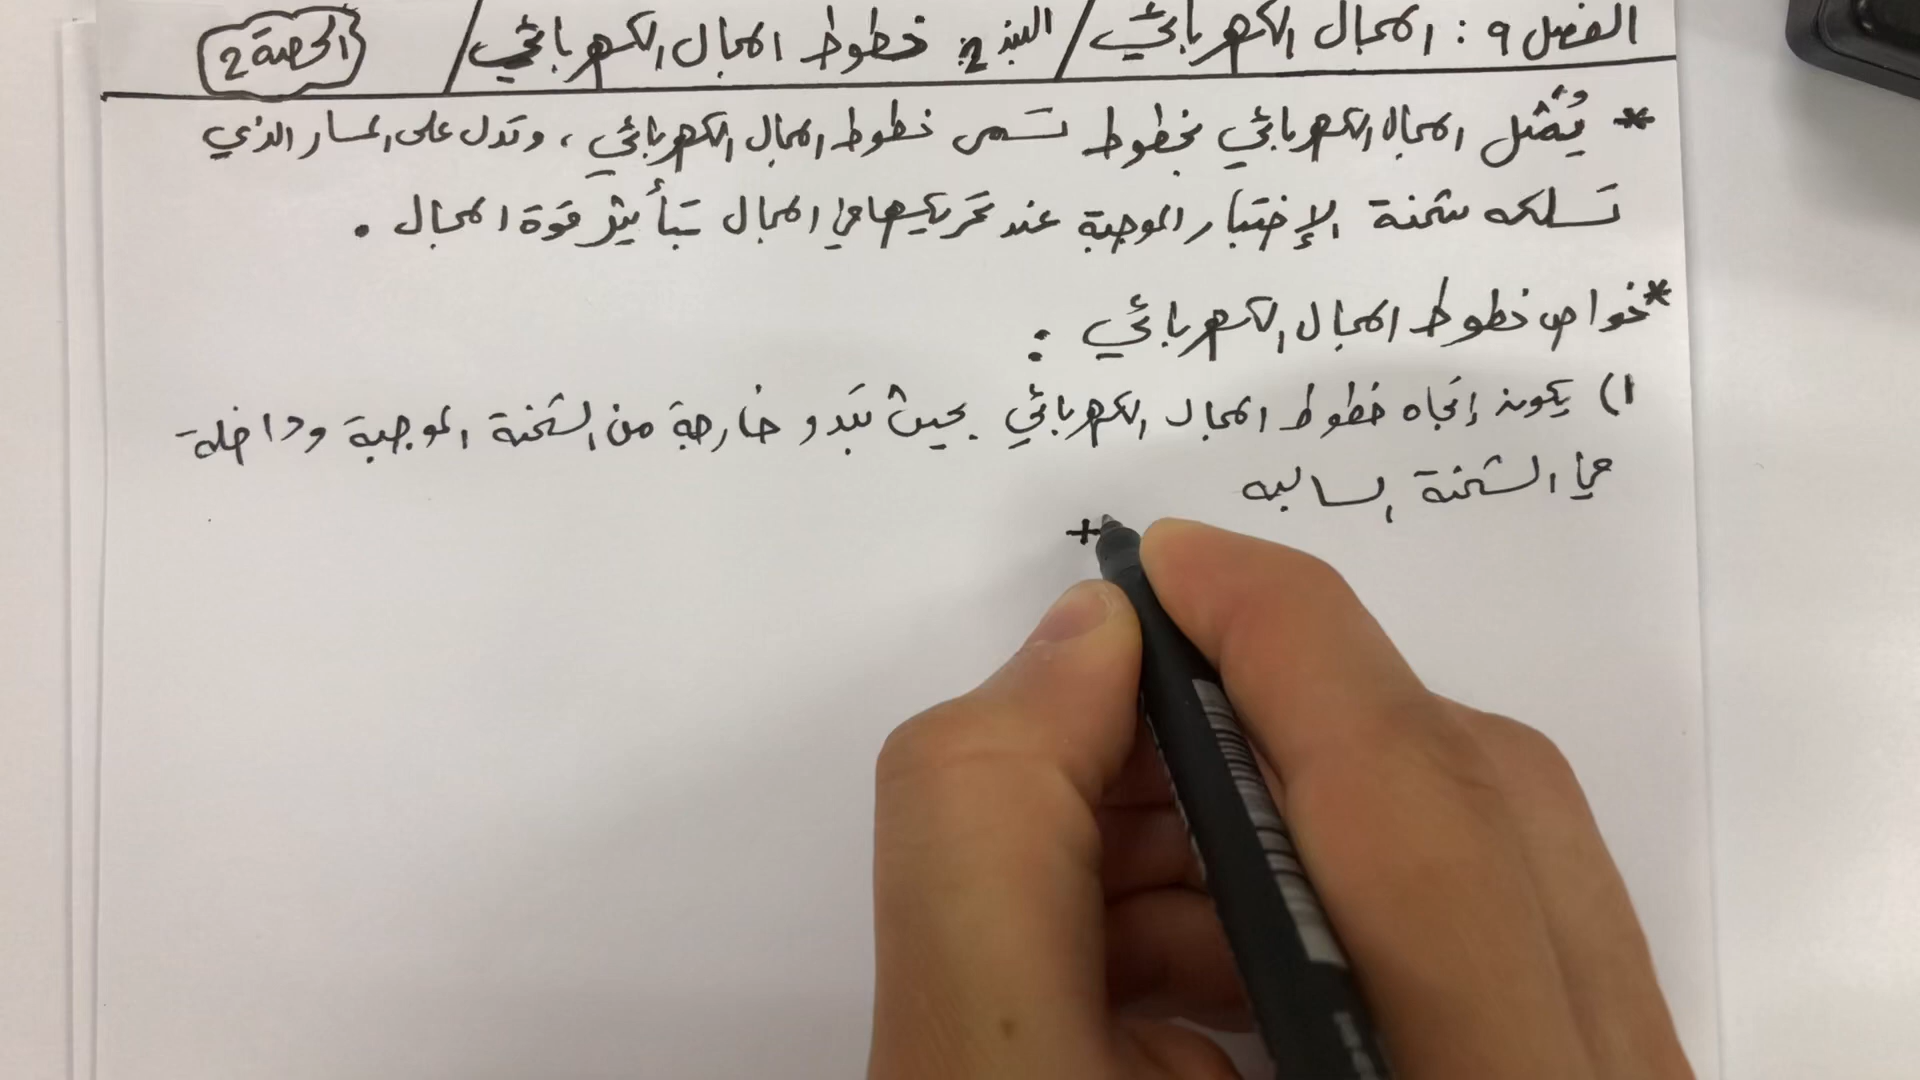 الفصل 9 : المجال الكهربائي / البند 2: خطوط المجال الكهربائي / الحصة 2
* يُمثل المجال الكهربائي بخطوط تسمى خطوط المجال الكهربائي ، وتدل على المسار الذي
تسلكه شحنة الإختبار الموجبة عند تحريكها في المجال بتأثير قوة المجال .
* خواص خطوط المجال الكهربائي :
1) يكون إتجاه خطوط المجال الكهربائي بحيث تبدو خارجة من الشحنة الموجبة وداخلة
في الشحنة السالبه
+